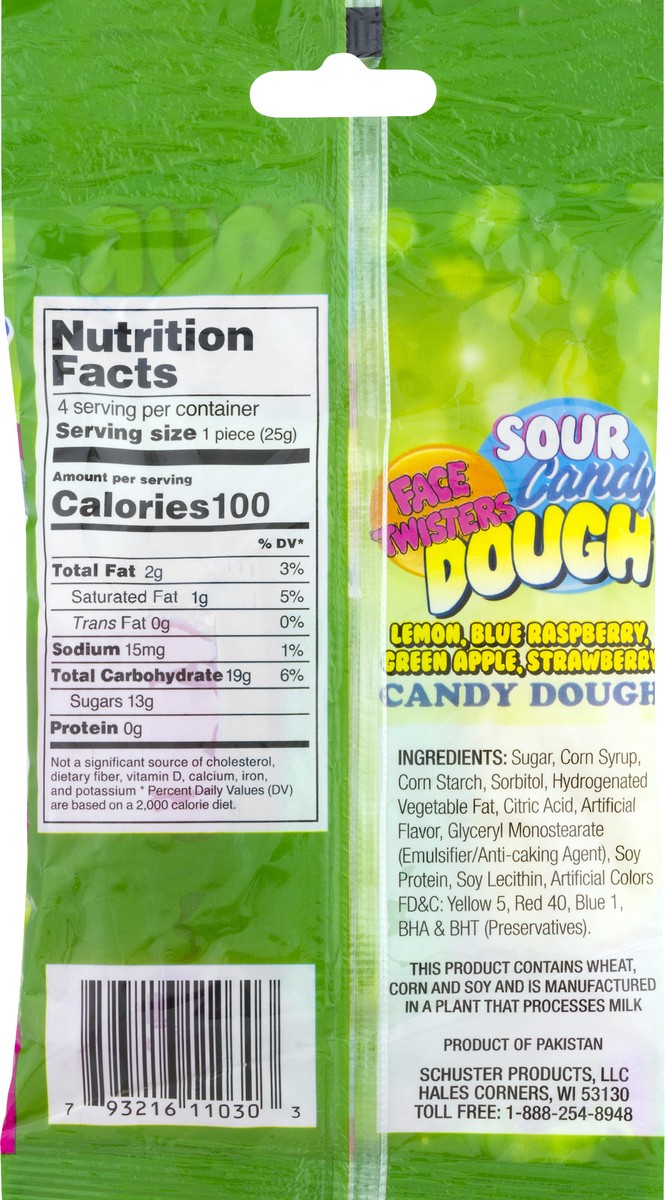 Nutrition
Facts
4 serving per container
Serving size 1 piece (25g)
Amount per serving
Calories 100
% DV*
Total Fat 2g 3%
Saturated Fat 1g 5%
Trans Fat 0g 0%
Sodium 15mg 1%
Total Carbohydrate 19g 6%
Sugars 13g
Protein 0g
Not a significant source of cholesterol,
dietary fiber, vitamin D, calcium, iron,
and potassium * Percent Daily Values (DV)
are based on a 2,000 calorie diet.
7 93216 11030 3
SOUR
Candy
FACE
TWISTERS
DOUGH
LEMON, BLUE RASPBERRY,
GREEN APPLE, STRAWBERRY
CANDY DOUGH
INGREDIENTS: Sugar, Corn Syrup,
Corn Starch, Sorbitol, Hydrogenated
Vegetable Fat, Citric Acid, Artificial
Flavor, Glyceryl Monostearate
(Emulsifier/Anti-caking Agent), Soy
Protein, Soy Lecithin, Artificial Colors
FD&C: Yellow 5, Red 40, Blue 1,
BHA & BHT (Preservatives).
THIS PRODUCT CONTAINS WHEAT,
CORN AND SOY AND IS MANUFACTURED
IN A PLANT THAT PROCESSES MILK
PRODUCT OF PAKISTAN
SCHUSTER PRODUCTS, LLC
HALES CORNERS, WI 53130
TOLL FREE: 1-888-254-8948